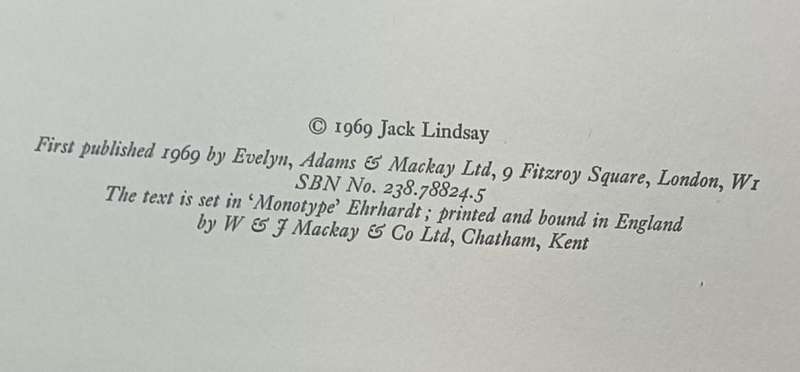 © 1969 Jack Lindsay
First published 1969 by Evelyn, Adams & Mackay Ltd, 9 Fitzroy Square, London, W1
SBN No. 238.78824.5
The text is set in ‘Monotype’ Ehrhardt; printed and bound in England
by W & J Mackay & Co Ltd, Chatham, Kent